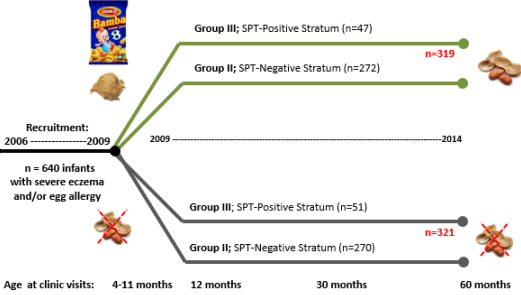 Bamba
Group III; SPT-Positive Stratum (n=47)
n=319
Group II; SPT-Negative Stratum (n=272)
Recruitment:
2006 ----------------2009
2009 ---------------------------------------------------------------------2014
n = 640 infants
with severe eczema
and/or egg allergy
Group III; SPT-Positive Stratum (n=51)
n=321
Group II; SPT-Negative Stratum (n=270)
Age at clinic visits: 4-11 months 12 months 30 months 60 months